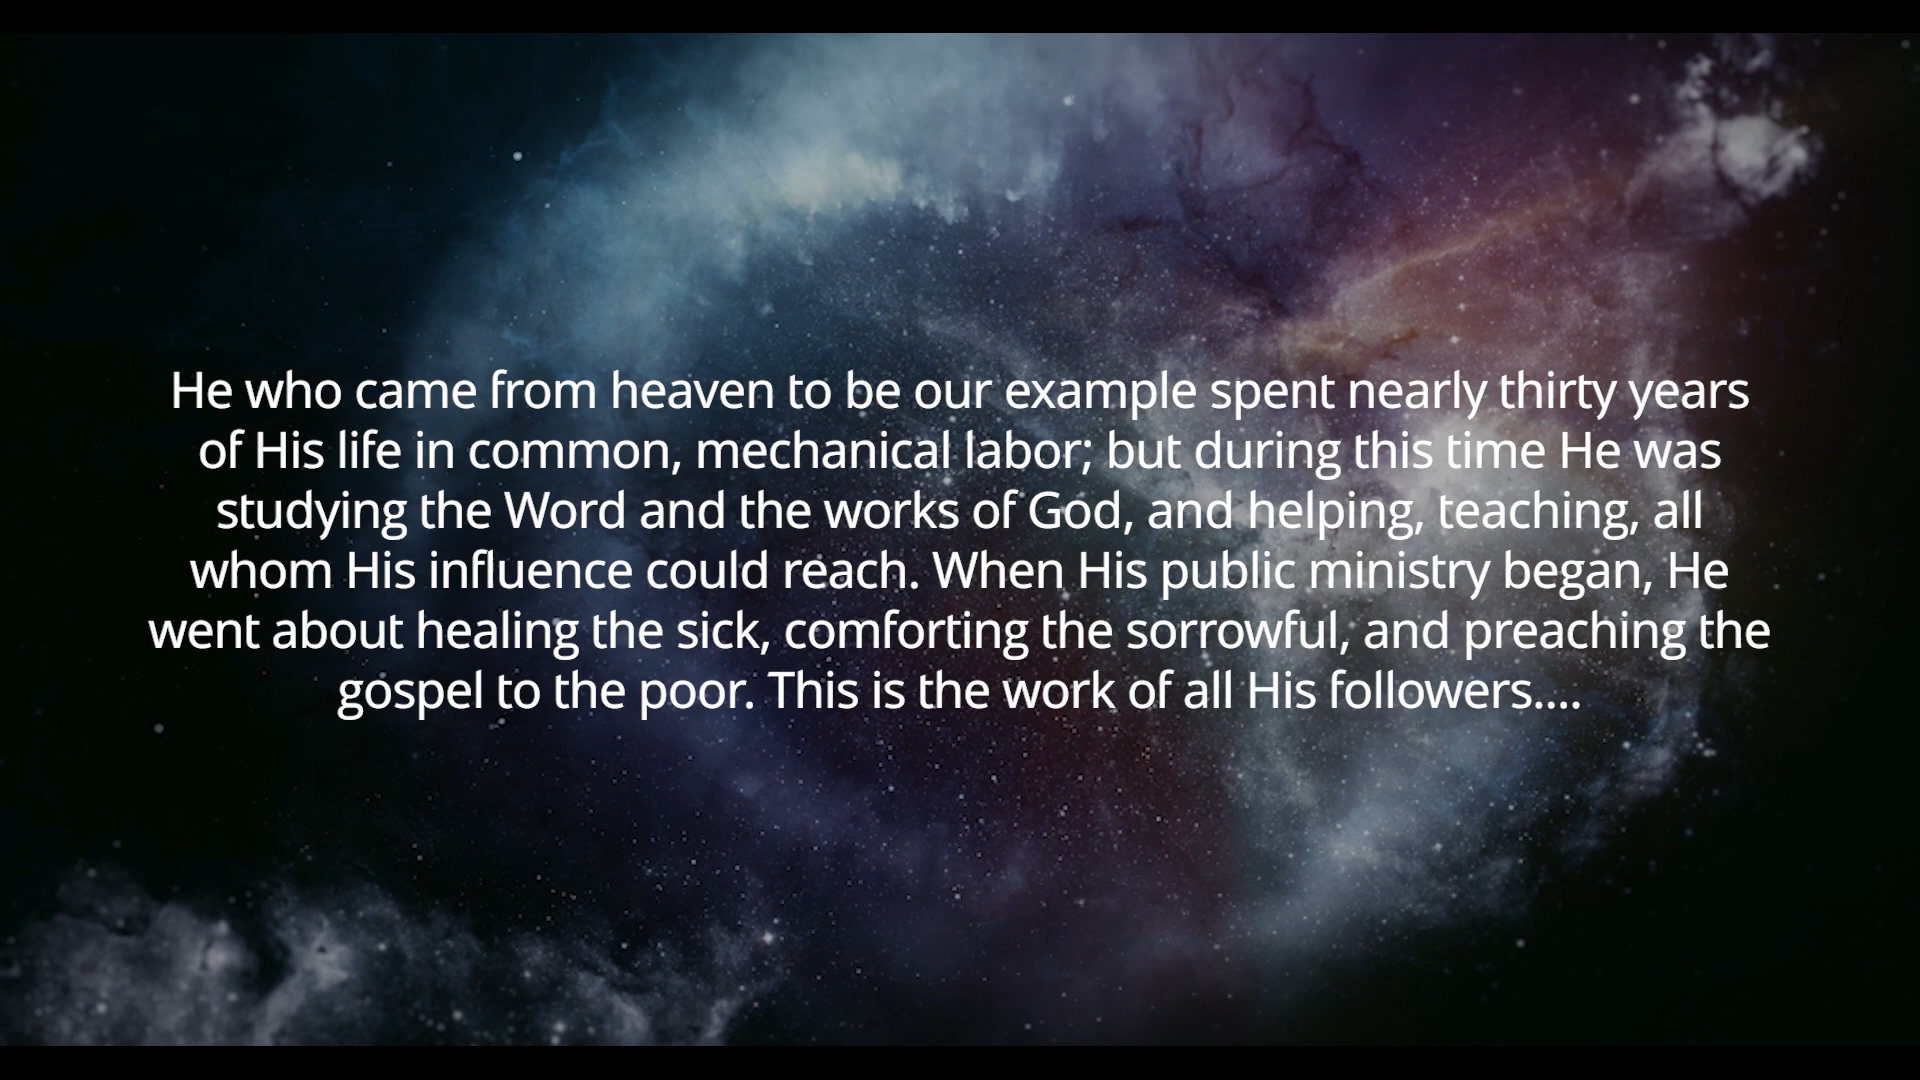 He who came from heaven to be our example spent nearly thirty years
of His life in common, mechanical labor; but during this time He was
studying the Word and the works of God, and helping, teaching, all
whom His influence could reach. When His public ministry began, He
went about healing the sick, comforting the sorrowful, and preaching the
gospel to the poor. This is the work of all His followers....